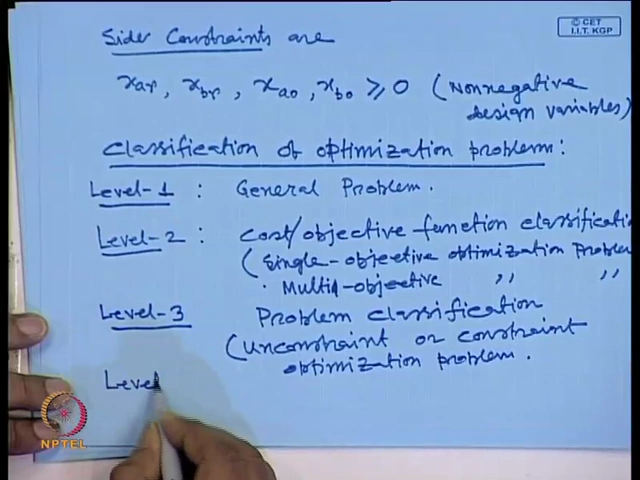 © CET
I.I.T. KGP
Sider Constraints are
xar, xbr, xao, xbo ≥ 0 (Nonnegative
design variables)
Classification of optimization problem:
Level-1 : General Problem.
Level-2 : Cost/objective-function classificati
(Single-objective optimization Proble
Multi-objective " "
Level-3 Problem classification
(Unconstraint or constraint
optimization problem.
Level
NPTEL